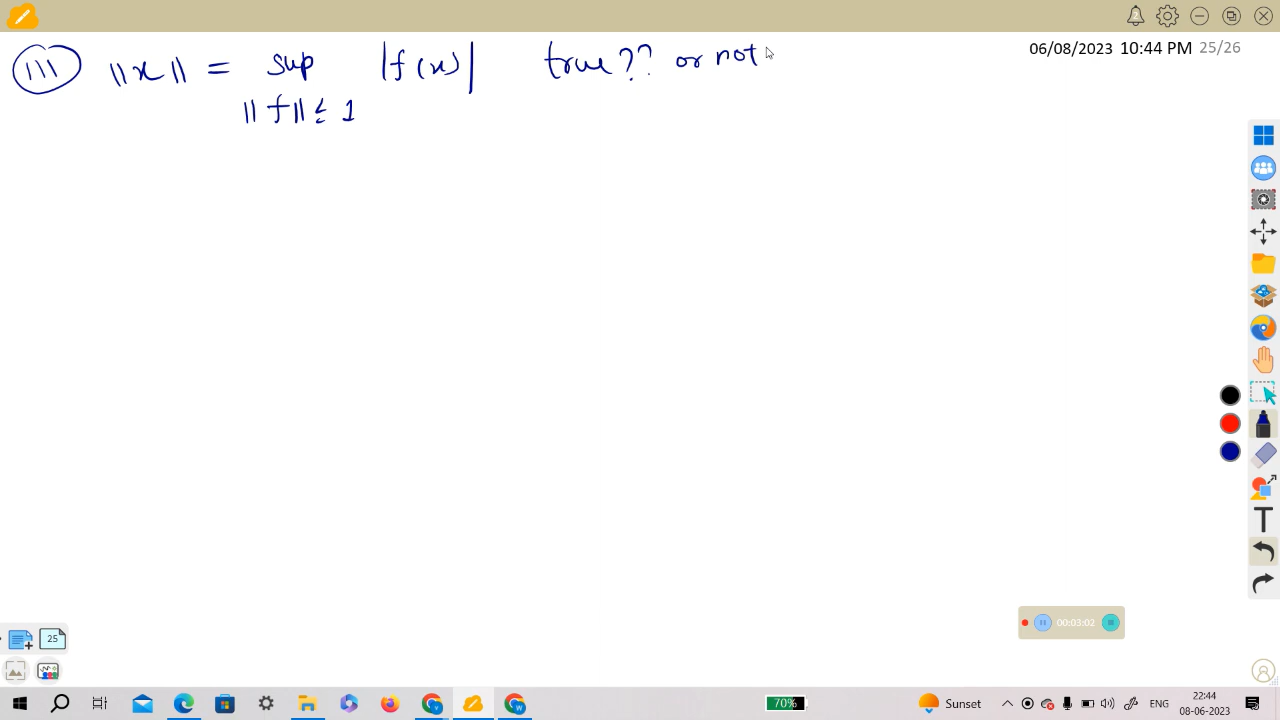 06/08/2023 10:44 PM 25/26
III ||x|| = sup |f(x)| true?? or not
||f|| ≤ 1
T
00:03:02
25
70%
Sunset
ENG
22:44
08-06-2023